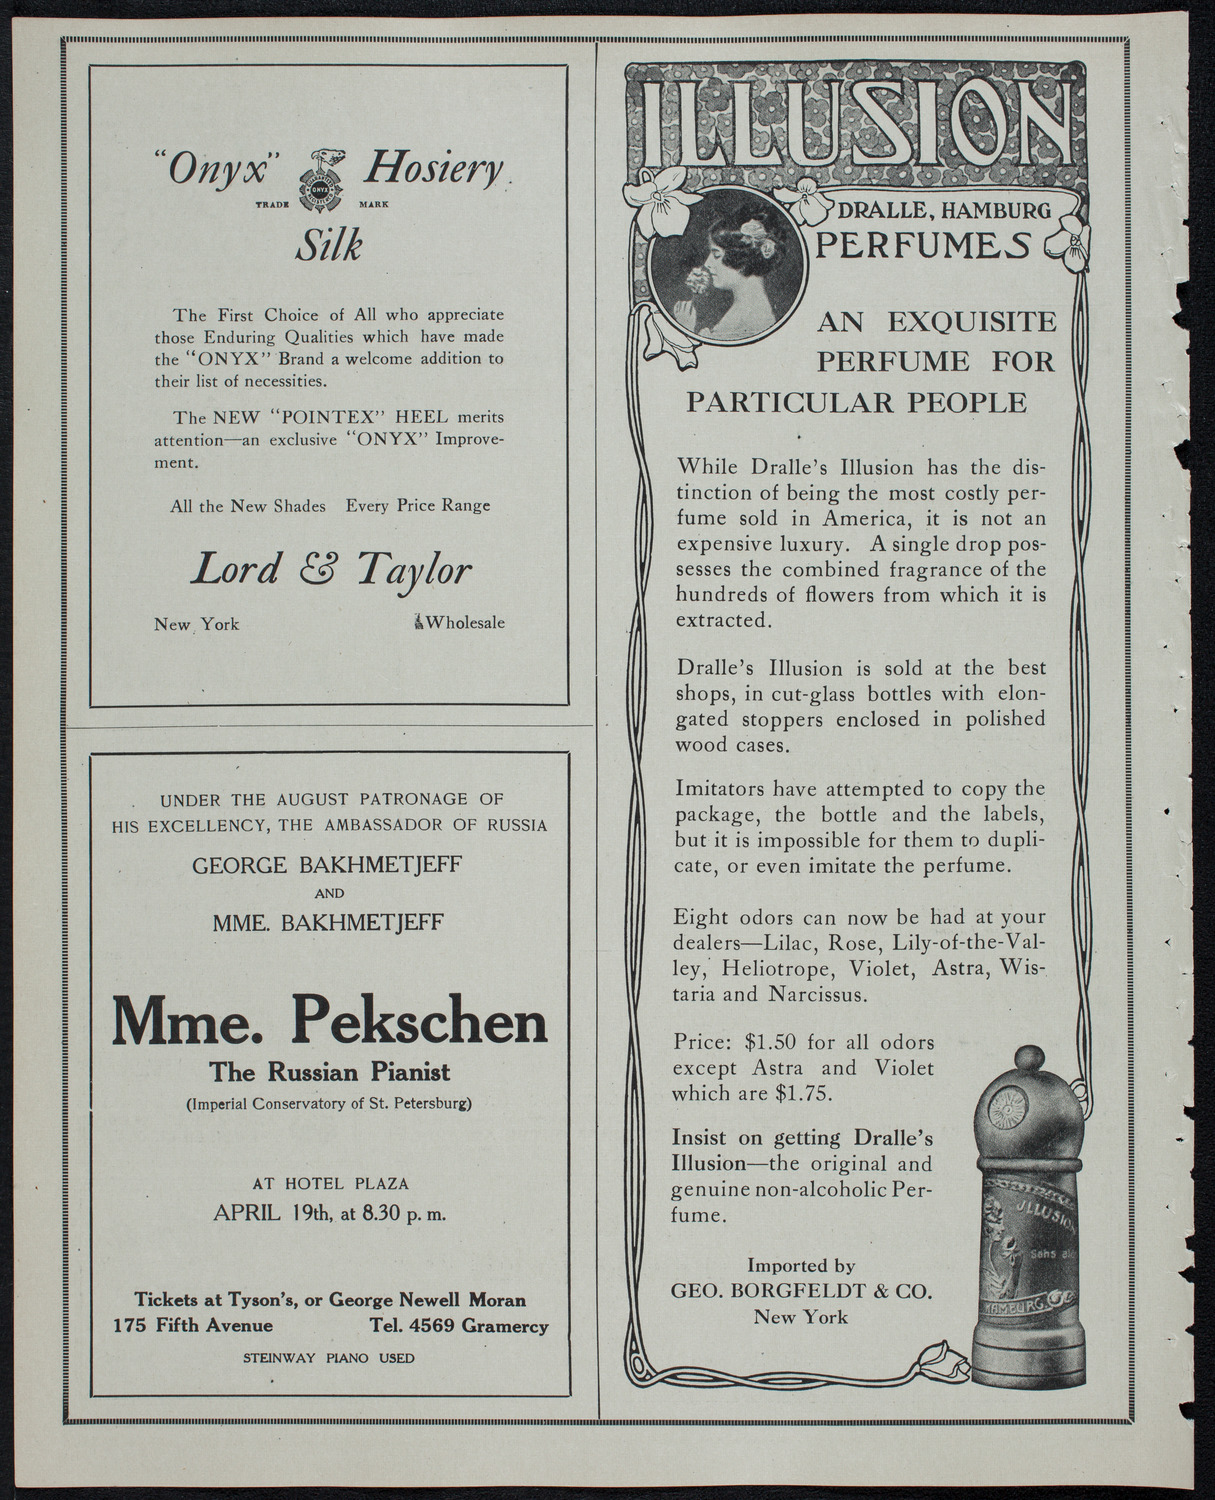 "Onyx" Hosiery
ONYX
TRADE MARK
Silk
The First Choice of All who appreciate
those Enduring Qualities which have made
the "ONYX" Brand a welcome addition to
their list of necessities.
The NEW "POINTEX" HEEL merits
attention—an exclusive "ONYX" Improve-
ment.
All the New Shades Every Price Range
Lord & Taylor
New York Wholesale
UNDER THE AUGUST PATRONAGE OF
HIS EXCELLENCY, THE AMBASSADOR OF RUSSIA
GEORGE BAKHMETJEFF
AND
MME. BAKHMETJEFF
Mme. Pekschen
The Russian Pianist
(Imperial Conservatory of St. Petersburg)
AT HOTEL PLAZA
APRIL 19th, at 8.30 p. m.
Tickets at Tyson's, or George Newell Moran
175 Fifth Avenue Tel. 4569 Gramercy
STEINWAY PIANO USED
ILLUSION
DRALLE, HAMBURG
PERFUMES
AN EXQUISITE
PERFUME FOR
PARTICULAR PEOPLE
While Dralle's Illusion has the dis-
tinction of being the most costly per-
fume sold in America, it is not an
expensive luxury. A single drop pos-
sesses the combined fragrance of the
hundreds of flowers from which it is
extracted.
Dralle's Illusion is sold at the best
shops, in cut-glass bottles with elon-
gated stoppers enclosed in polished
wood cases.
Imitators have attempted to copy the
package, the bottle and the labels,
but it is impossible for them to dupli-
cate, or even imitate the perfume.
Eight odors can now be had at your
dealers—Lilac, Rose, Lily-of-the-Val-
ley, Heliotrope, Violet, Astra, Wis-
taria and Narcissus.
Price: $1.50 for all odors
except Astra and Violet
which are $1.75.
Insist on getting Dralle's
Illusion—the original and
genuine non-alcoholic Per-
fume.
Imported by
GEO. BORGFELDT & CO.
New York
ILLUSION
Sans
HAMBURG